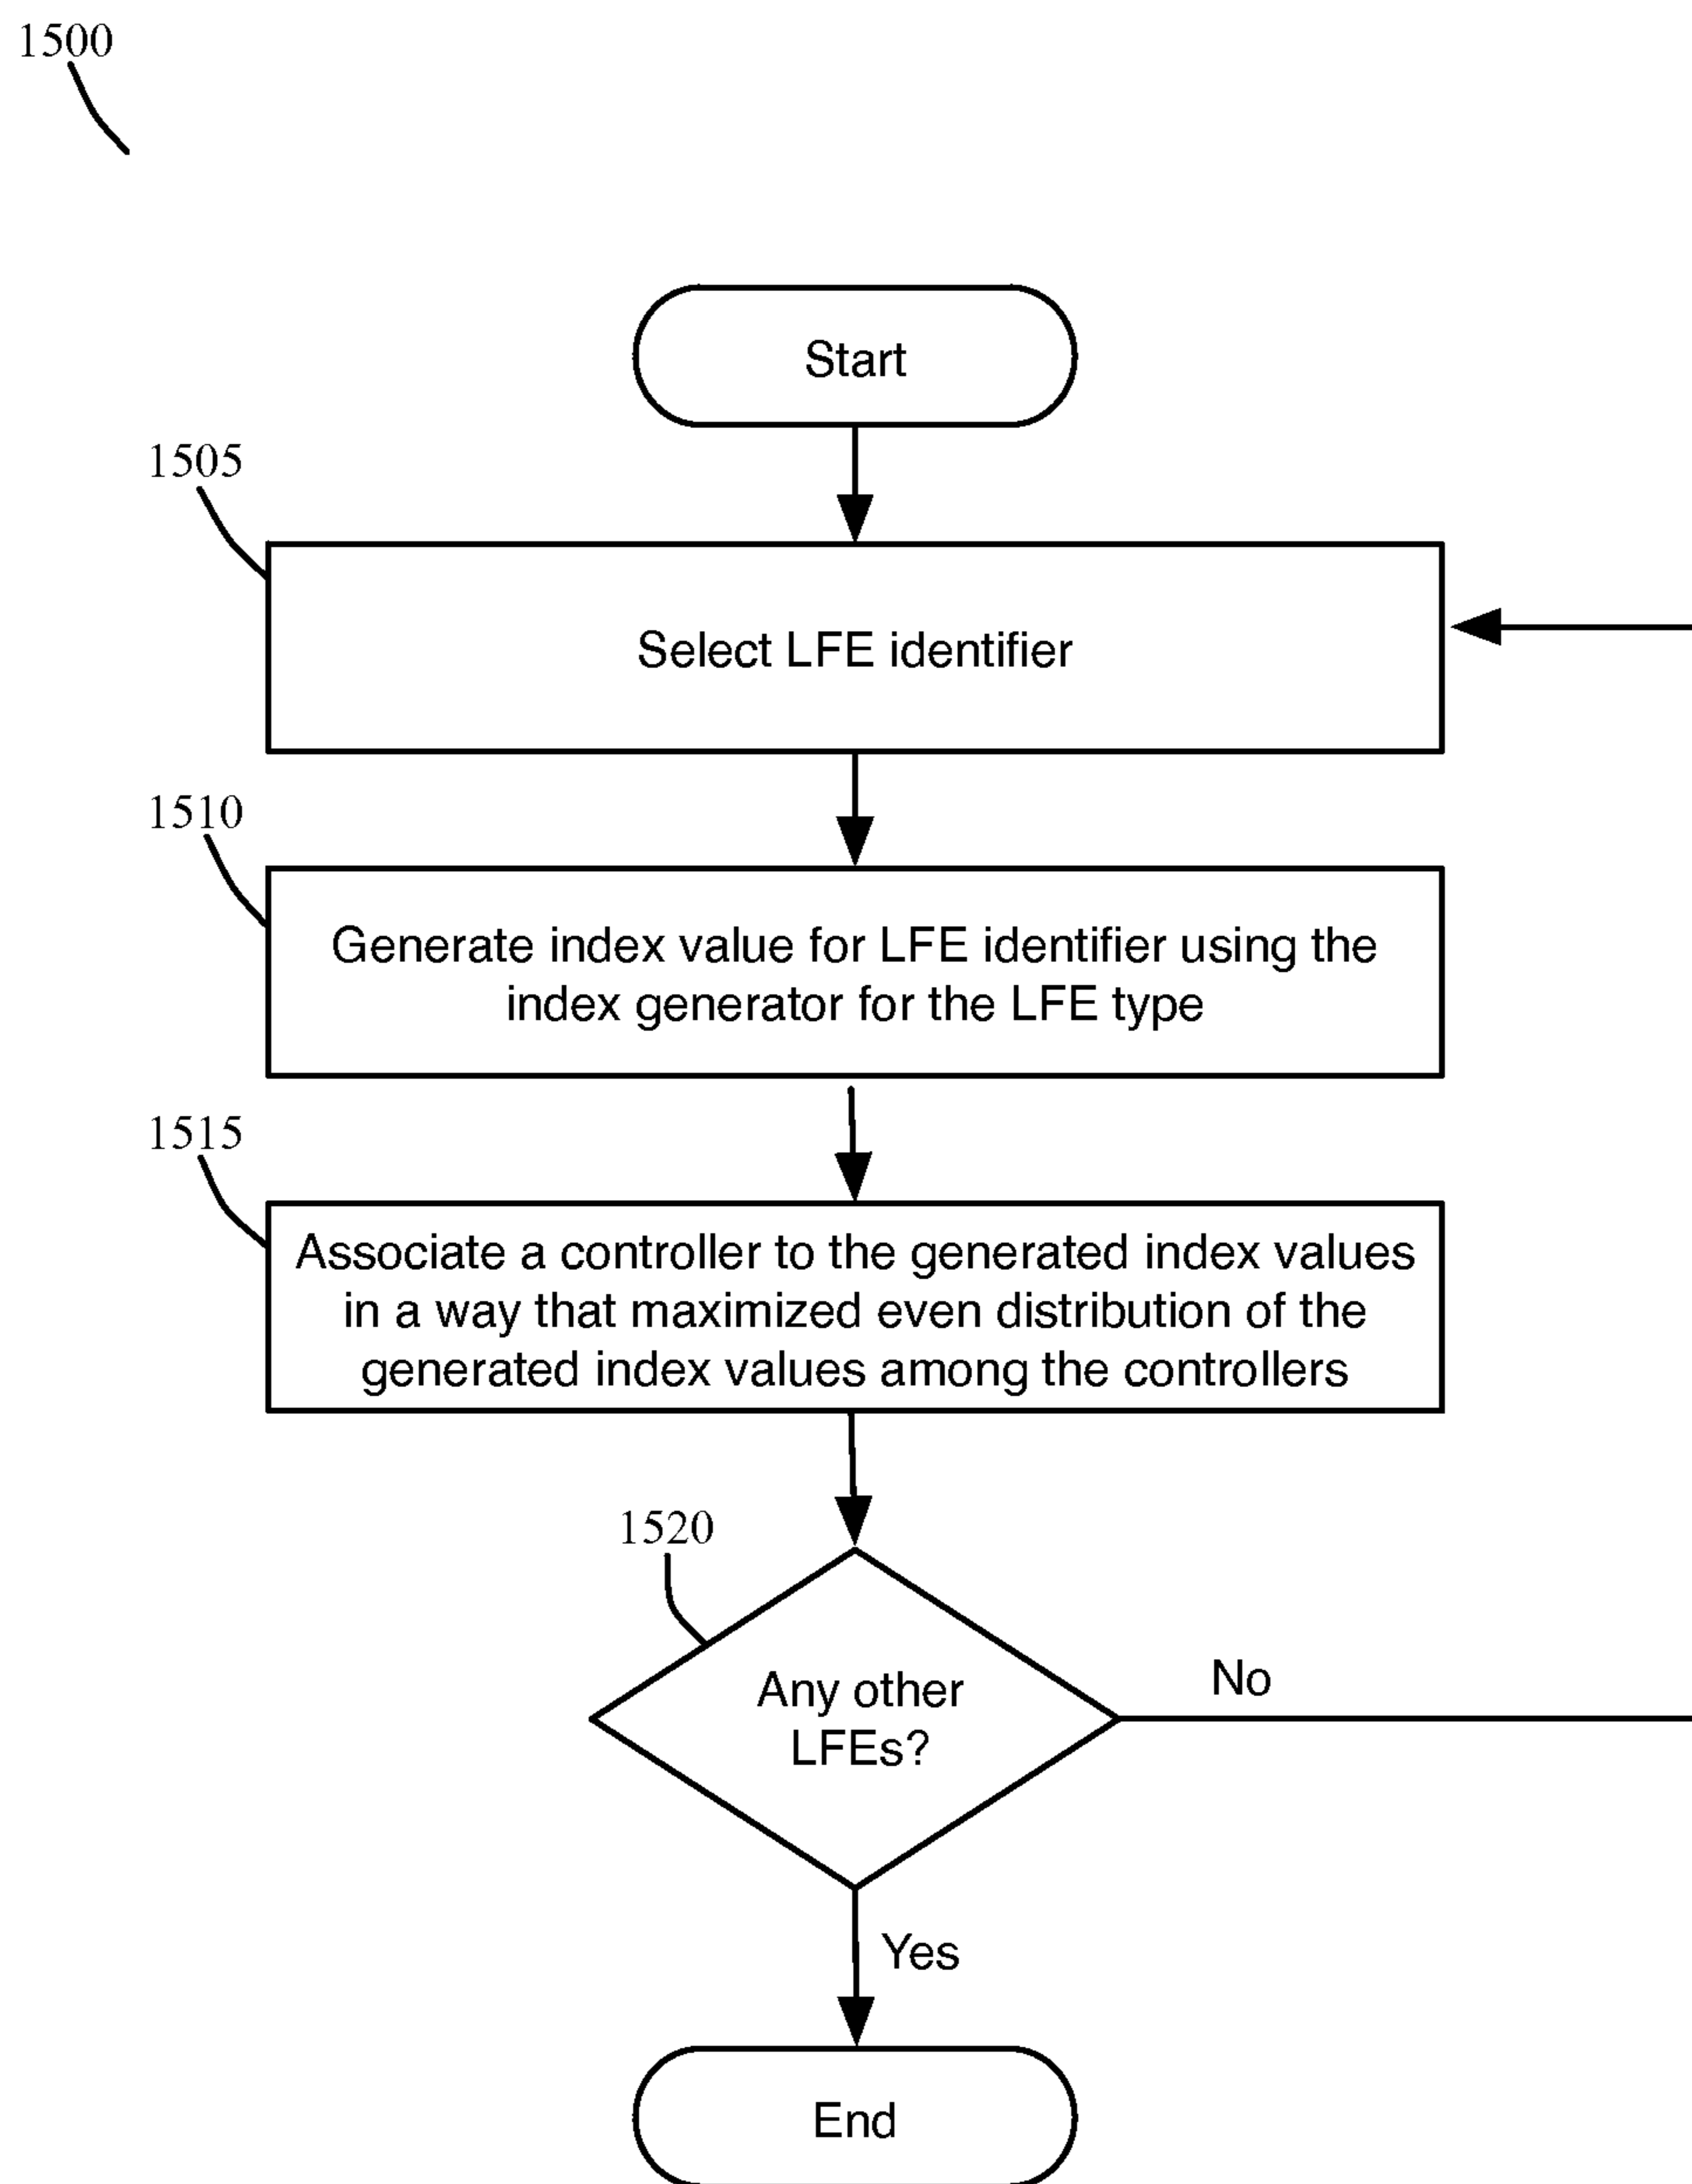 1500
Start
1505
Select LFE identifier
1510
Generate index value for LFE identifier using the
index generator for the LFE type
1515
Associate a controller to the generated index values
in a way that maximized even distribution of the
generated index values among the controllers
1520
Any other
LFEs?
No
Yes
End